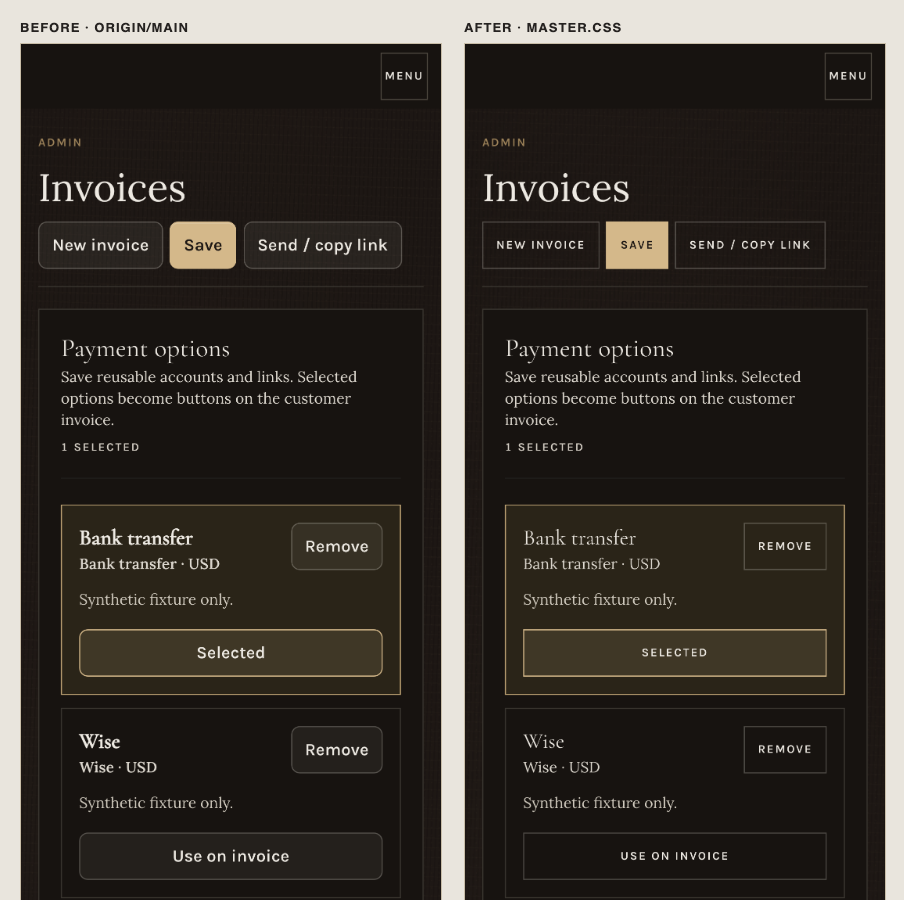 BEFORE · ORIGIN/MAIN
MENU
ADMIN
Invoices
New invoice
Save
Send / copy link
Payment options
Save reusable accounts and links. Selected
options become buttons on the customer
invoice.
1 SELECTED
Bank transfer
Remove
Bank transfer · USD
Synthetic fixture only.
Selected
Wise
Remove
Wise · USD
Synthetic fixture only.
Use on invoice
AFTER · MASTER.CSS
MENU
ADMIN
Invoices
NEW INVOICE
SAVE
SEND / COPY LINK
Payment options
Save reusable accounts and links. Selected
options become buttons on the customer
invoice.
1 SELECTED
Bank transfer
REMOVE
Bank transfer · USD
Synthetic fixture only.
SELECTED
Wise
REMOVE
Wise · USD
Synthetic fixture only.
USE ON INVOICE